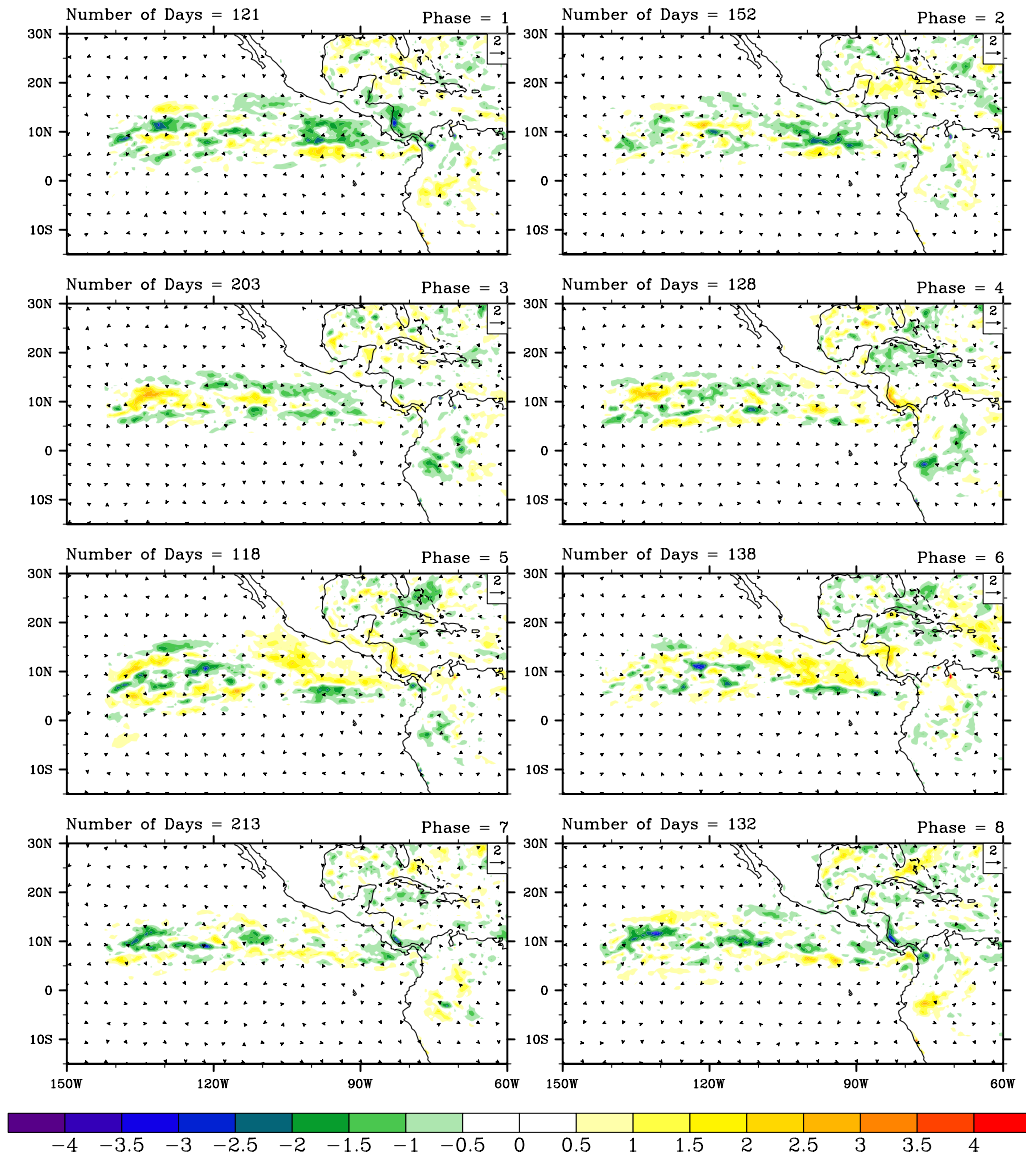 Number of Days = 121 Phase = 1 Number of Days = 152 Phase = 2
30N 2 30N 2
20N 20N
10N 10N
0 0
10S 10S
Number of Days = 203 Phase = 3 Number of Days = 128 Phase = 4
30N 2 30N 2
20N 20N
10N 10N
0 0
10S 10S
Number of Days = 118 Phase = 5 Number of Days = 138 Phase = 6
30N 2 30N 2
20N 20N
10N 10N
0 0
10S 10S
Number of Days = 213 Phase = 7 Number of Days = 132 Phase = 8
30N 2 30N 2
20N 20N
10N 10N
0 0
10S 10S
150W 120W 90W 60W 150W 120W 90W 60W
−4 −3.5 −3 −2.5 −2 −1.5 −1 −0.5 0 0.5 1 1.5 2 2.5 3 3.5 4